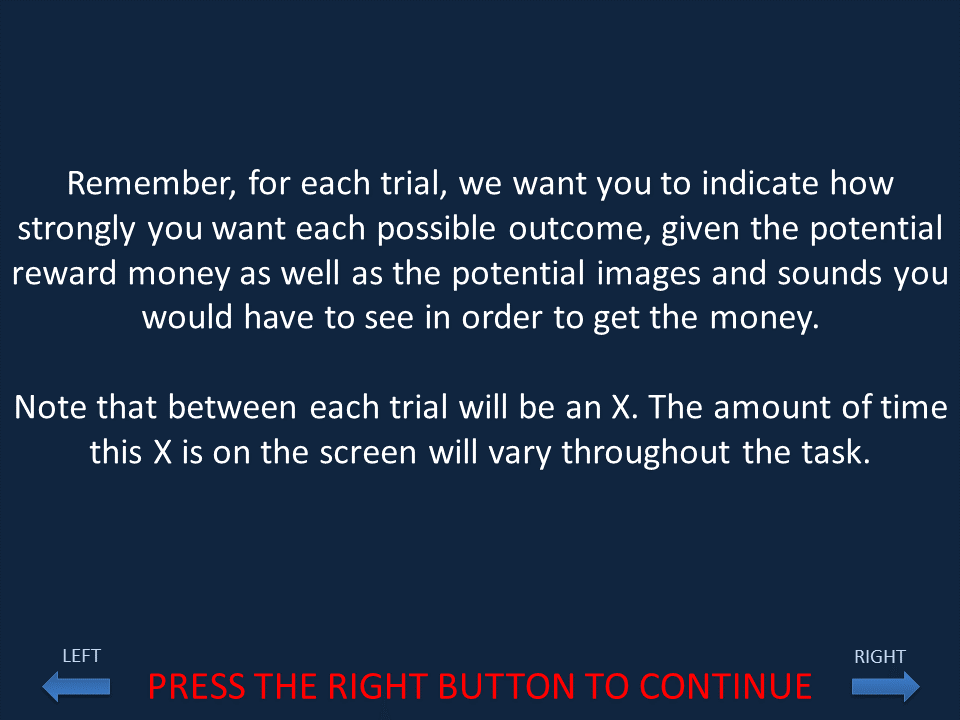 Remember, for each trial, we want you to indicate how
strongly you want each possible outcome, given the potential
reward money as well as the potential images and sounds you
would have to see in order to get the money.
Note that between each trial will be an X. The amount of time
this X is on the screen will vary throughout the task.
LEFT
RIGHT
PRESS THE RIGHT BUTTON TO CONTINUE